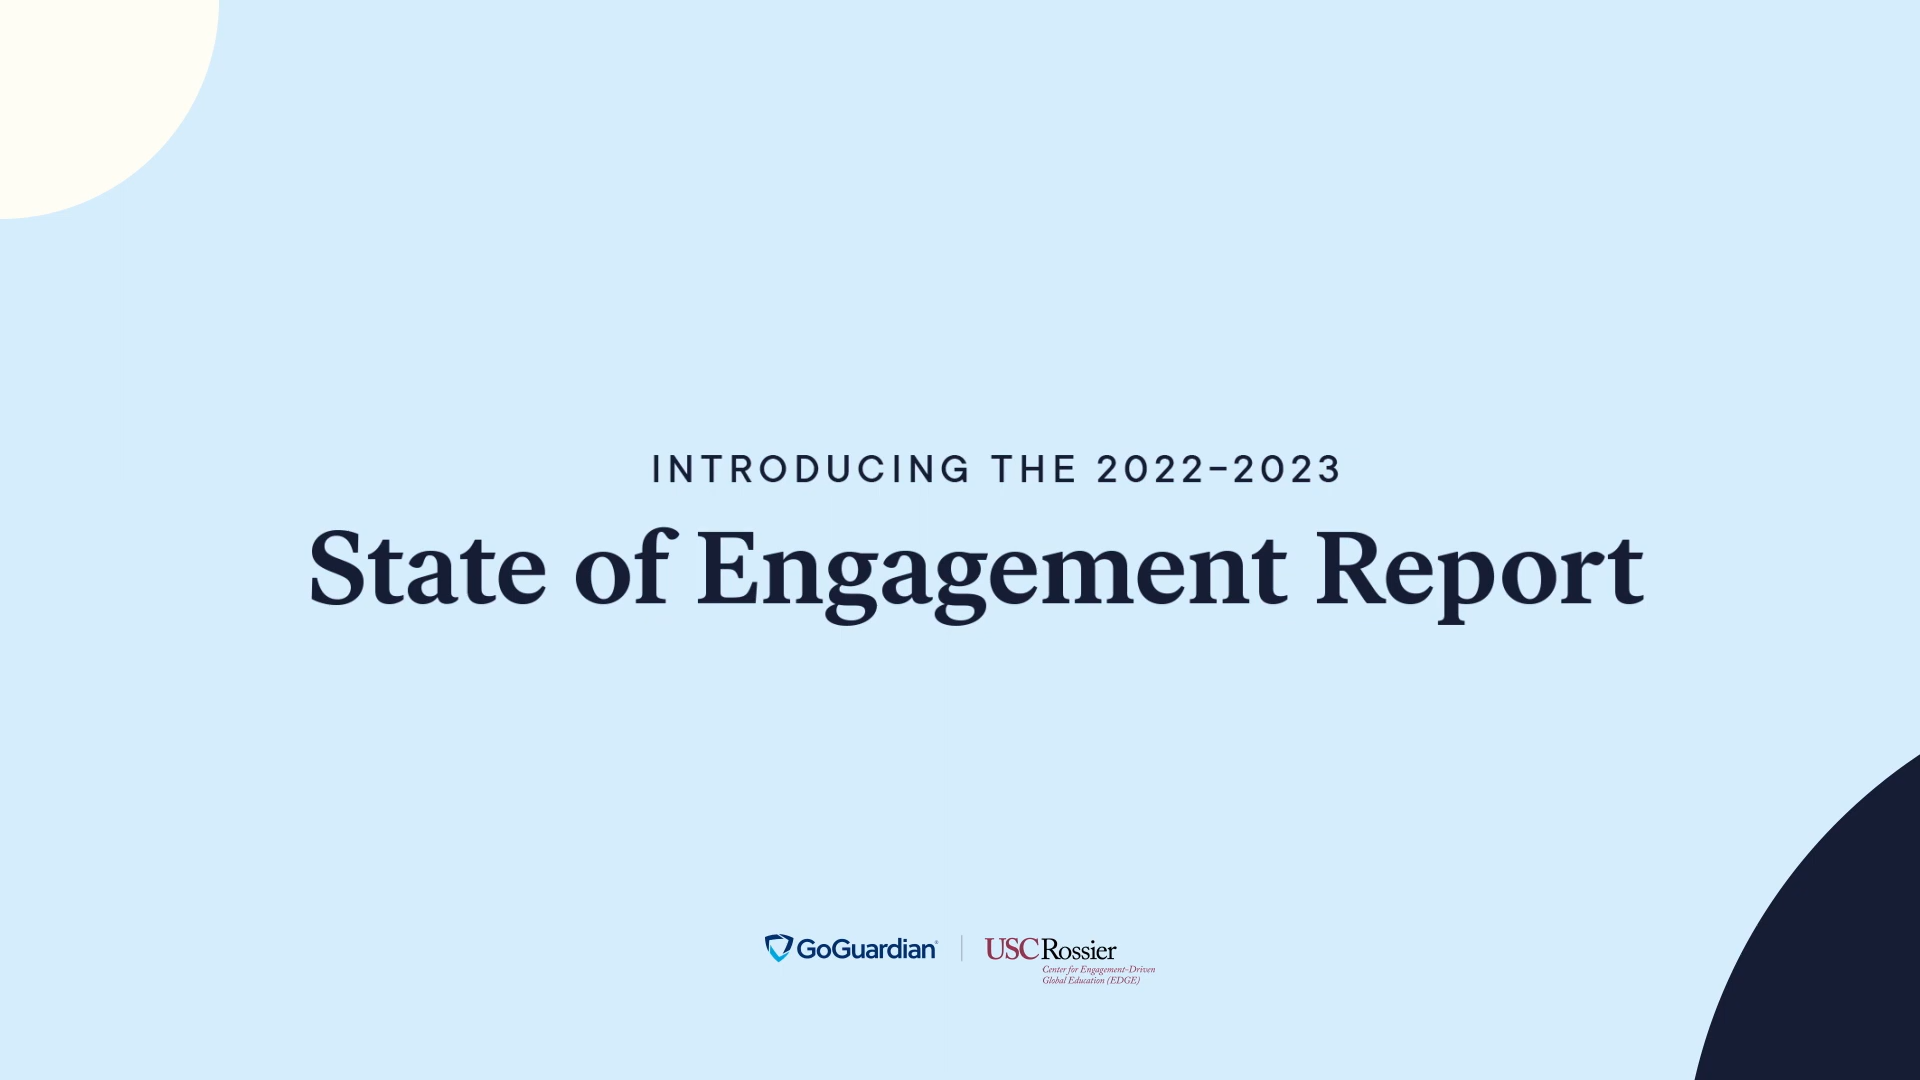 INTRODUCING THE 2022–2023
State of Engagement Report
GoGuardian
USC Rossier
Center for Engagement-Driven
Global Education (EDGE)